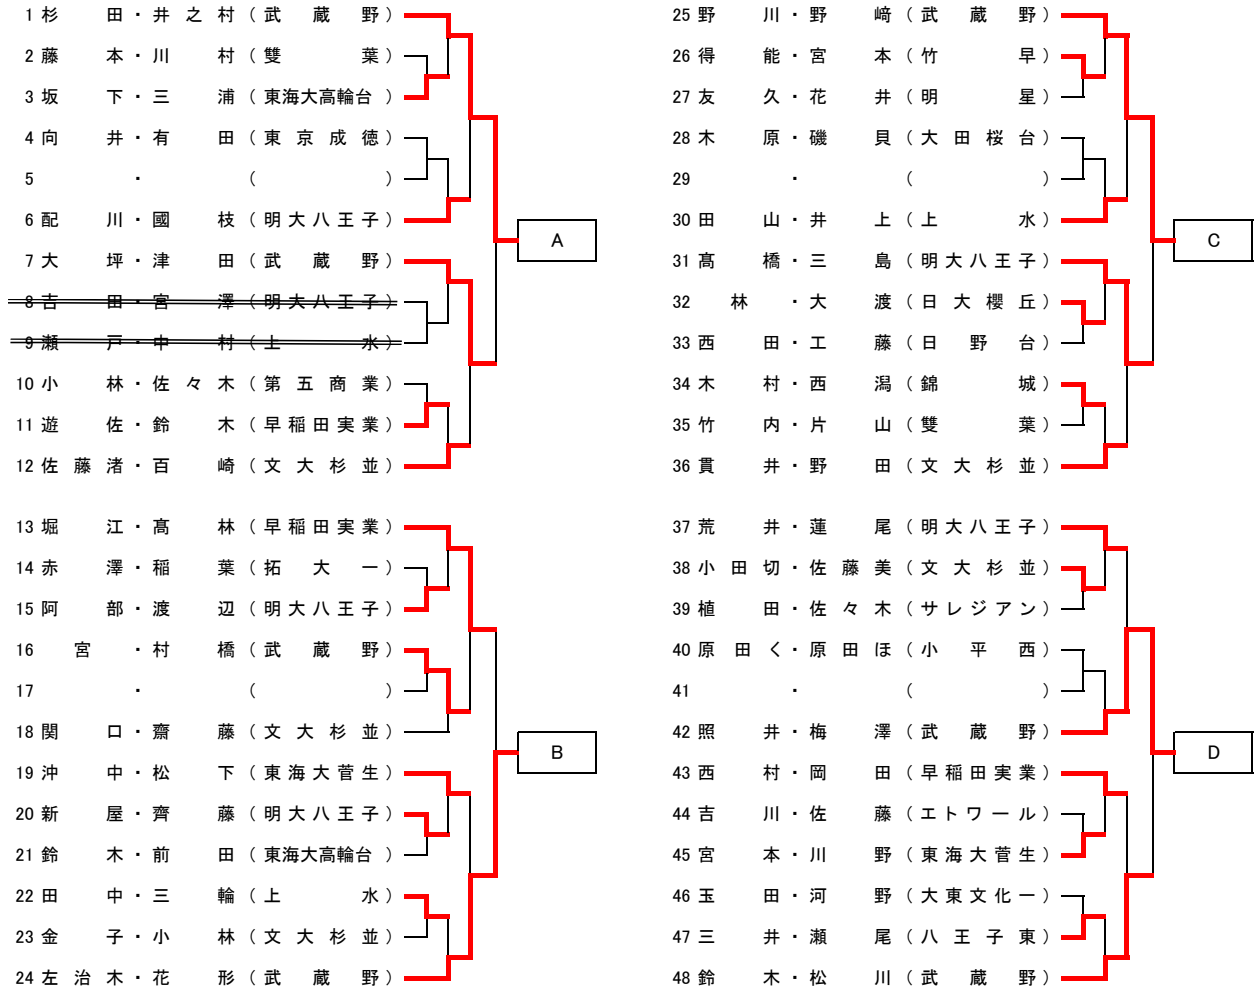 1 杉田・井之村（武蔵野）
2 藤本・川村（雙葉）
3 坂下・三浦（東海大高輪台）
4 向井・有田（東京成徳）
5 ・（ ）
6 配川・國枝（明大八王子）
A
7 大坪・津田（武蔵野）
8 吉田・宮澤（明大八王子）
9 瀬戸・中村（上水）
10 小林・佐々木（第五商業）
11 遊佐・鈴木（早稲田実業）
12 佐藤渚・百崎（文大杉並）
13 堀江・髙林（早稲田実業）
14 赤澤・稲葉（拓大一）
15 阿部・渡辺（明大八王子）
16 宮・村橋（武蔵野）
17 ・（ ）
18 関口・齋藤（文大杉並）
B
19 沖中・松下（東海大菅生）
20 新屋・齊藤（明大八王子）
21 鈴木・前田（東海大高輪台）
22 田中・三輪（上水）
23 金子・小林（文大杉並）
24 左治木・花形（武蔵野）
25 野川・野﨑（武蔵野）
26 得能・宮本（竹早）
27 友久・花井（明星）
28 木原・磯貝（大田桜台）
29 ・（ ）
30 田山・井上（上水）
C
31 髙橋・三島（明大八王子）
32 林・大渡（日大櫻丘）
33 西田・工藤（日野台）
34 木村・西潟（錦城）
35 竹内・片山（雙葉）
36 貫井・野田（文大杉並）
37 荒井・蓮尾（明大八王子）
38 小田切・佐藤美（文大杉並）
39 植田・佐々木（サレジアン）
40 原田く・原田ほ（小平西）
41 ・（ ）
42 照井・梅澤（武蔵野）
D
43 西村・岡田（早稲田実業）
44 吉川・佐藤（エトワール）
45 宮本・川野（東海大菅生）
46 玉田・河野（大東文化一）
47 三井・瀬尾（八王子東）
48 鈴木・松川（武蔵野）